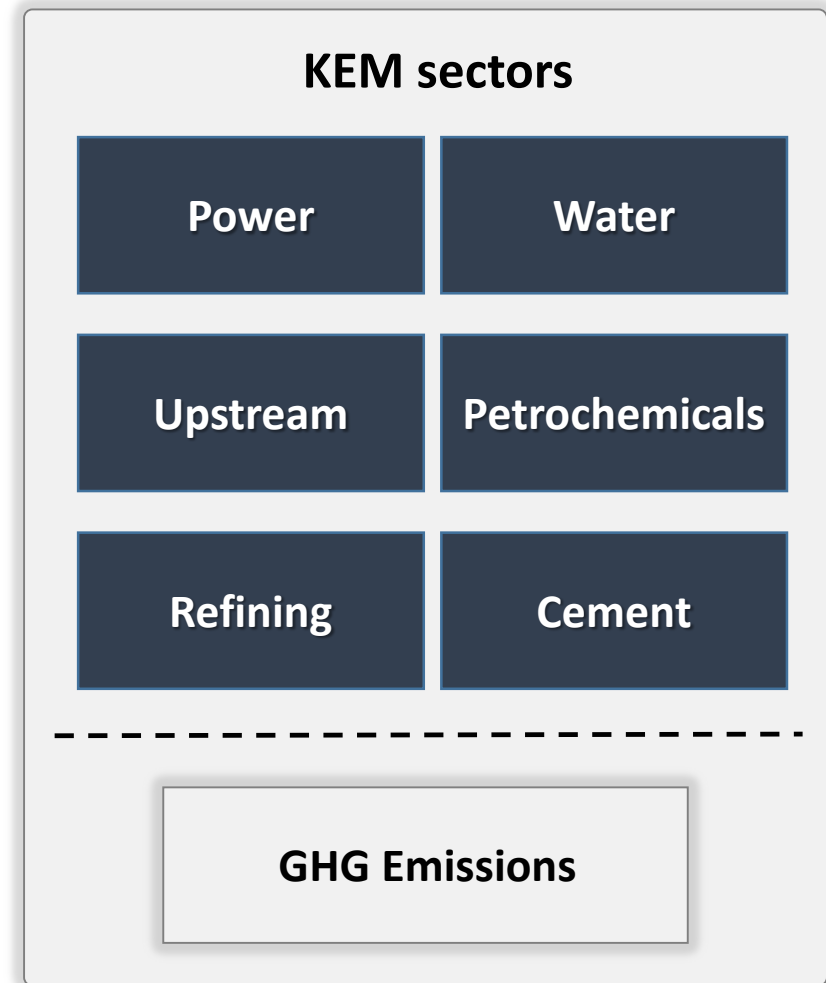 KEM sectors
Power
Water
Upstream
Petrochemicals
Refining
Cement
GHG Emissions